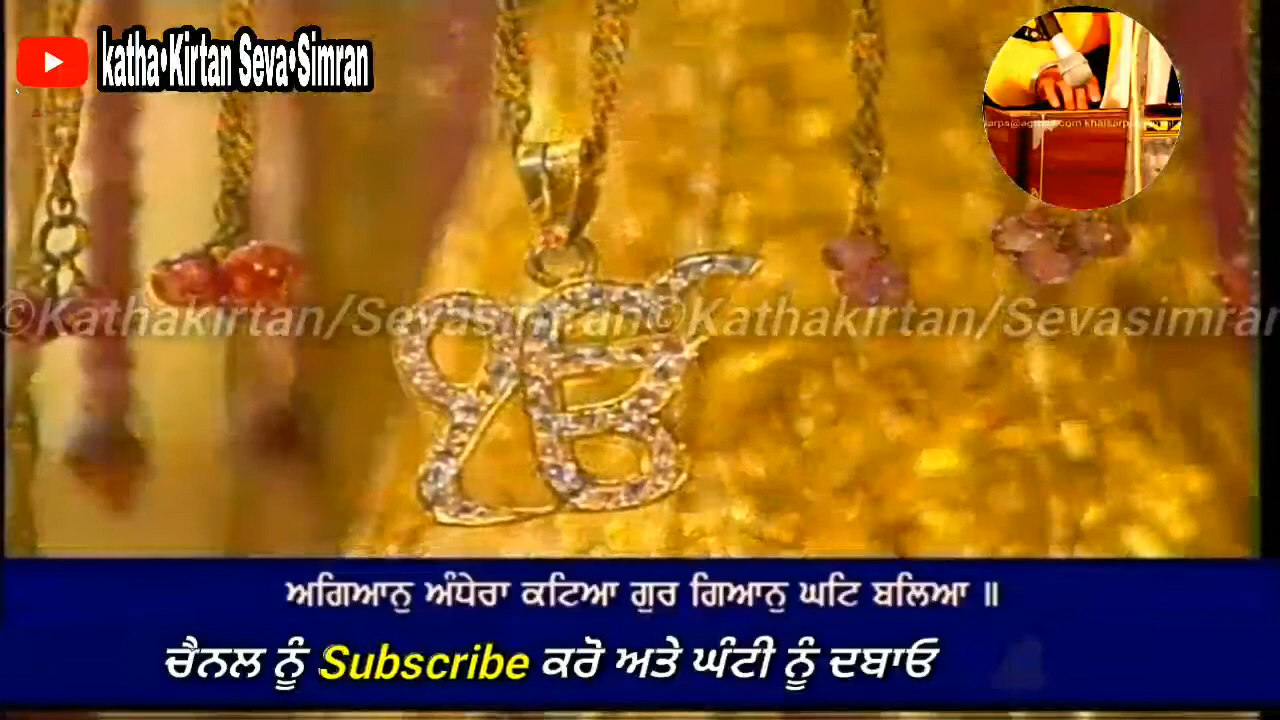 katha•Kirtan Seva•Simran
©Kathakirtan/Sevasimran©Kathakirtan/Sevasimran
ਅਗਿਆਨੁ ਅੰਧੇਰਾ ਕਟਿਆ ਗੁਰ ਗਿਆਨੁ ਘਟਿ ਬਲਿਆ ॥
ਚੈਨਲ ਨੂੰ Subscribe ਕਰੋ ਅਤੇ ਘੰਟੀ ਨੂੰ ਦਬਾਓ